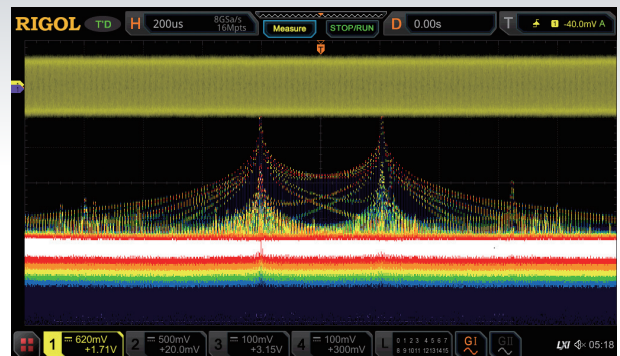 RIGOL T'D H 200us 8GSa/s 16Mpts Measure STOP/RUN D 0.00s T 1 -40.0mV A
T
1 620mV +1.71V 2 500mV +20.0mV 3 100mV +3.15V 4 100mV +300mV L 0 1 2 3 4 5 6 7 GI GII LXI 05:18
8 9 10 11 12 13 14 15